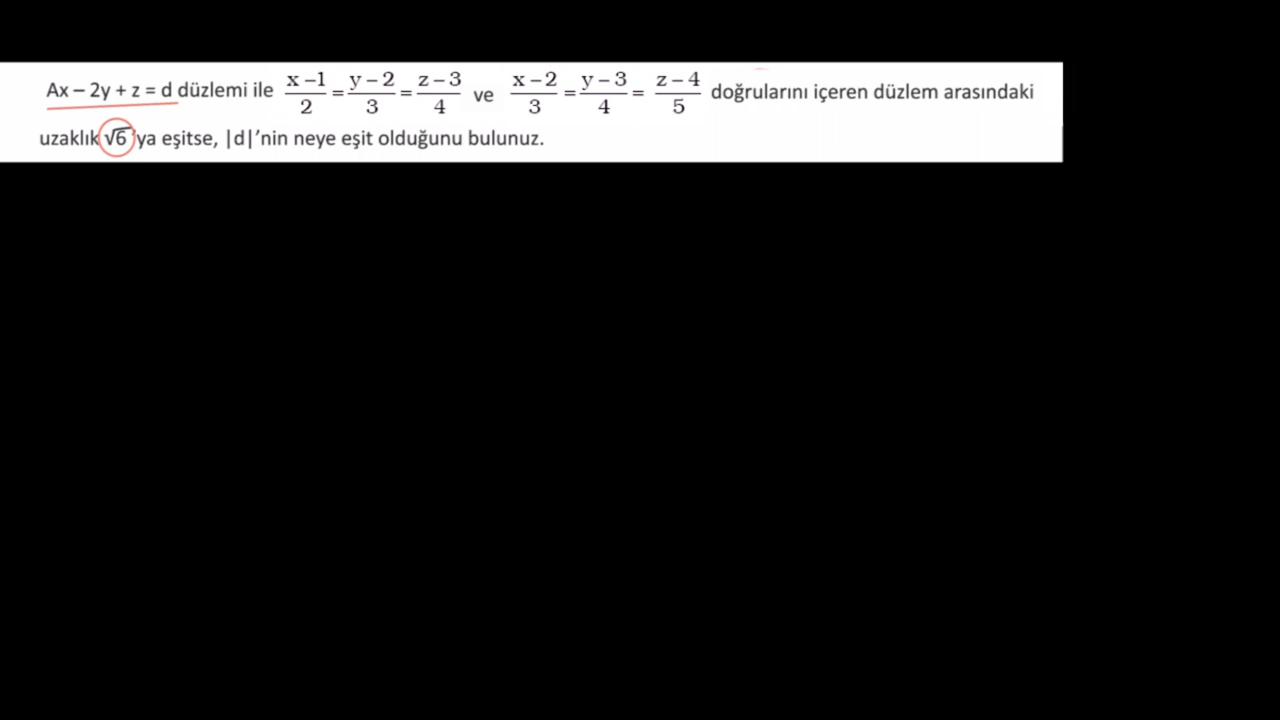 Ax – 2y + z = d düzlemi ile (x – 1)/2 = (y – 2)/3 = (z – 3)/4 ve (x – 2)/3 = (y – 3)/4 = (z – 4)/5 doğrularını içeren düzlem arasındaki
uzaklık √6 'ya eşitse, |d|'nin neye eşit olduğunu bulunuz.